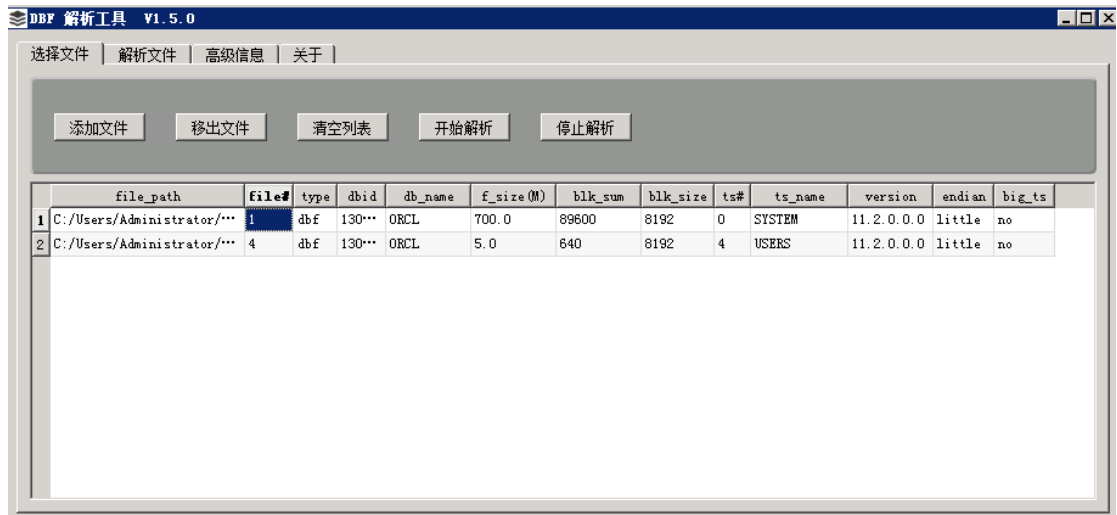 DBF 解析工具 V1.5.0
选择文件 解析文件 高级信息 关于
添加文件 移出文件 清空列表 开始解析 停止解析
file_path file# type dbid db_name f_size(M) blk_sum blk_size ts# ts_name version endian big_ts
1 C:/Users/Administrator/··· 1 dbf 130··· ORCL 700.0 89600 8192 0 SYSTEM 11.2.0.0.0 little no
2 C:/Users/Administrator/··· 4 dbf 130··· ORCL 5.0 640 8192 4 USERS 11.2.0.0.0 little no